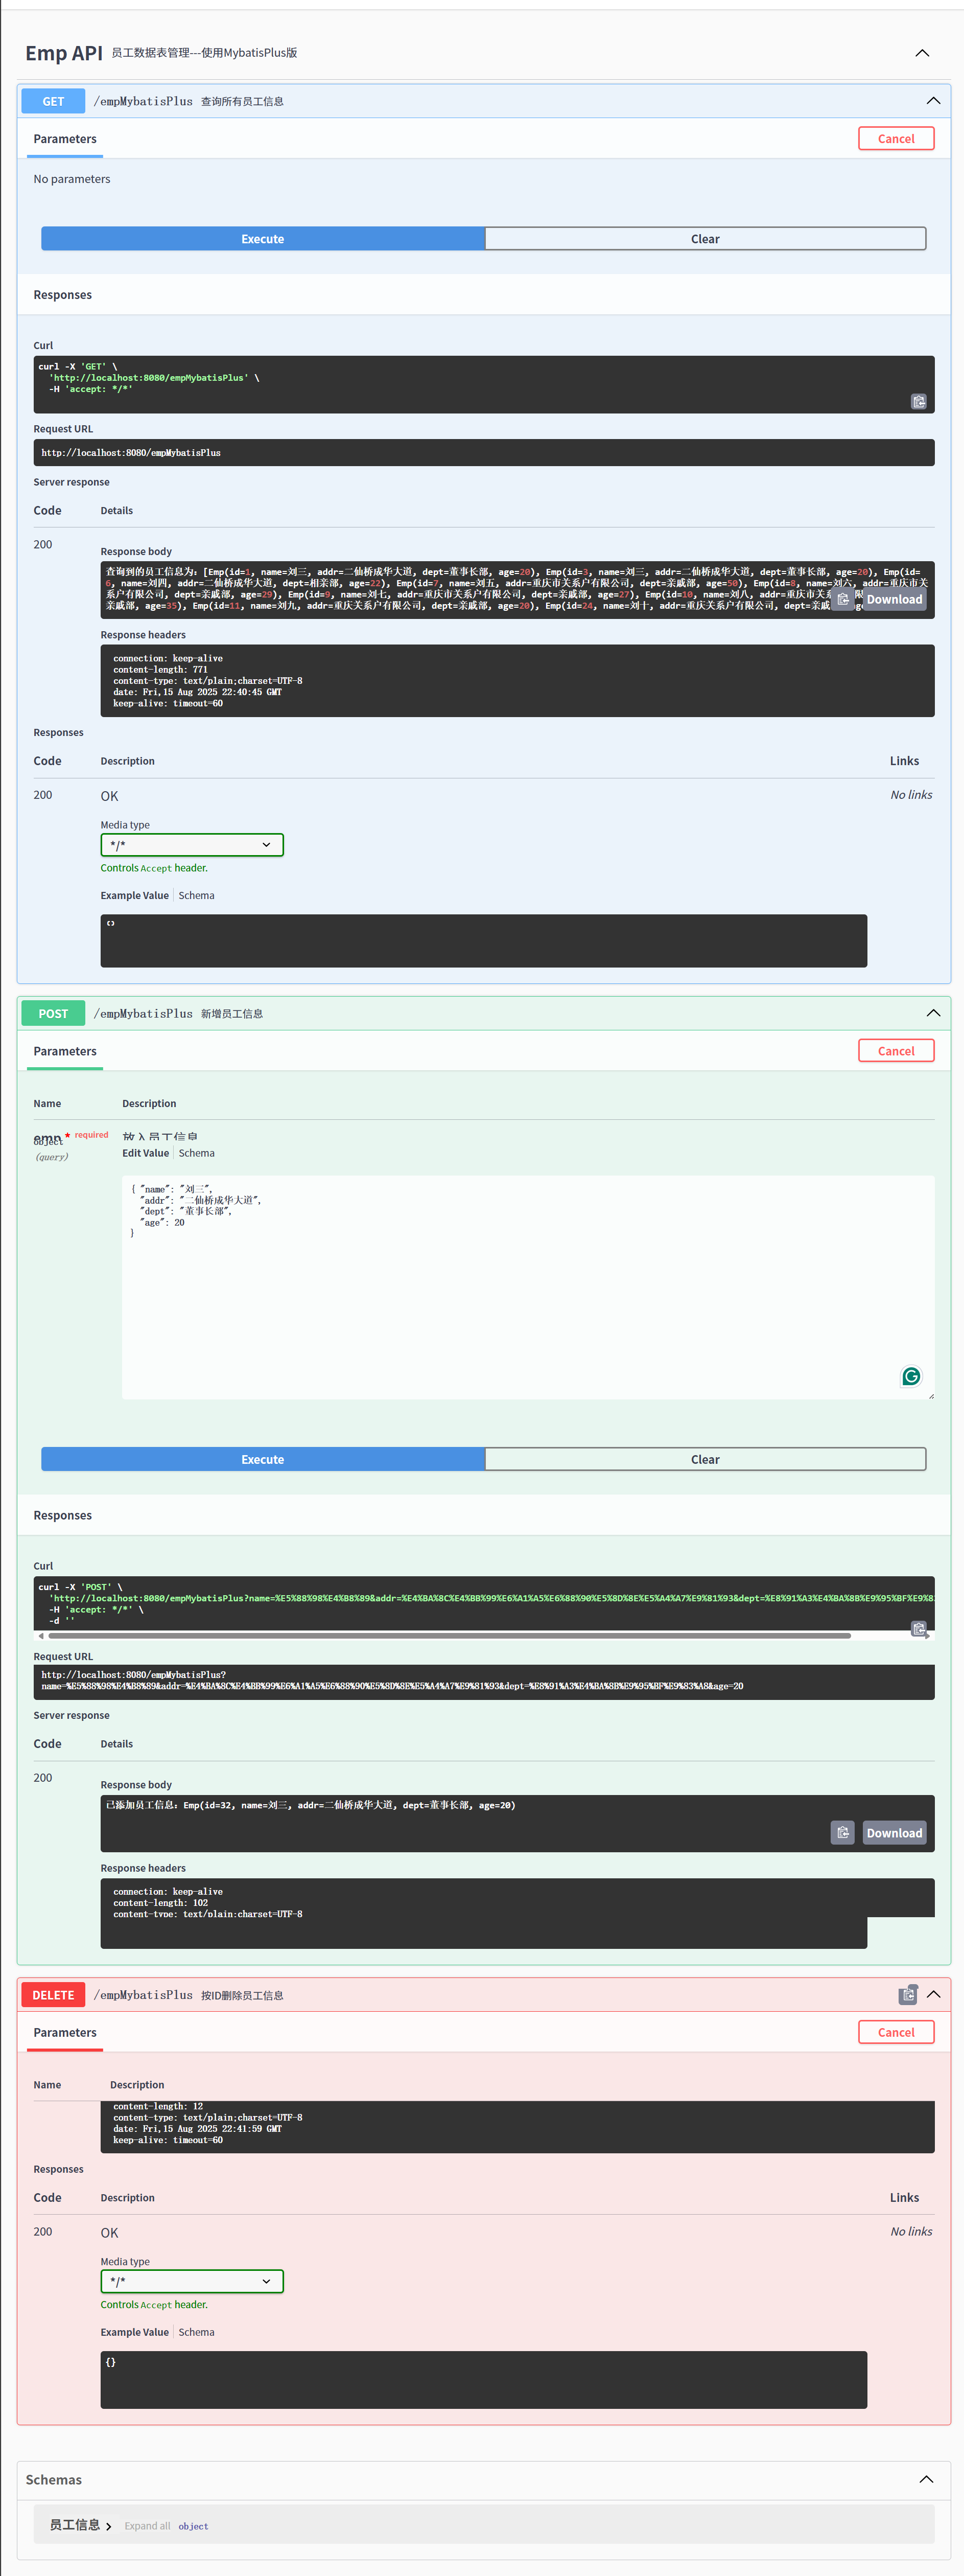 Emp API 员工数据表管理---使用MybatisPlus版
GET /empMybatisPlus 查询所有员工信息
Parameters Cancel
No parameters
Execute Clear
Responses
Curl
curl -X 'GET' \
'http://localhost:8080/empMybatisPlus' \
-H 'accept: */*'
Request URL
http://localhost:8080/empMybatisPlus
Server response
Code Details
200
Response body
查询到的员工信息为: [Emp(id=1, name=刘三, addr=二仙桥成华大道, dept=董事长部, age=20), Emp(id=3, name=刘三, addr=二仙桥成华大道, dept=董事长部, age=20), Emp(id=
6, name=刘四, addr=二仙桥成华大道, dept=相亲部, age=22), Emp(id=7, name=刘五, addr=重庆市关系户有限公司, dept=亲戚部, age=50), Emp(id=8, name=刘六, addr=重庆市关
系户有限公司, dept=亲戚部, age=29), Emp(id=9, name=刘七, addr=重庆市关系户有限公司, dept=亲戚部, age=27), Emp(id=10, name=刘八, addr=重庆市关系
亲戚部, age=35), Emp(id=11, name=刘九, addr=重庆关系户有限公司, dept=亲戚部, age=20), Emp(id=24, name=刘十, addr=重庆关系户有限公司, dept=亲戚
Download
Response headers
connection: keep-alive
content-length: 771
content-type: text/plain;charset=UTF-8
date: Fri,15 Aug 2025 22:40:45 GMT
keep-alive: timeout=60
Responses
Code Description Links
200 OK No links
Media type
*/*
Controls Accept header.
Example Value Schema
{}
POST /empMybatisPlus 新增员工信息
Parameters Cancel
Name Description
emp * required 放入员工信息
object
(query)
Edit Value Schema
{ "name": "刘三",
"addr": "二仙桥成华大道",
"dept": "董事长部",
"age": 20
}
Execute Clear
Responses
Curl
curl -X 'POST' \
'http://localhost:8080/empMybatisPlus?name=%E5%88%98%E4%B8%89&addr=%E4%BA%8C%E4%BB%99%E6%A1%A5%E6%88%90%E5%8D%8E%E5%A4%A7%E9%81%93&dept=%E8%91%A3%E4%BA%8B%E9%95%BF%E9%8
-H 'accept: */*' \
-d ''
Request URL
http://localhost:8080/empMybatisPlus?
name=%E5%88%98%E4%B8%89&addr=%E4%BA%8C%E4%BB%99%E6%A1%A5%E6%88%90%E5%8D%8E%E5%A4%A7%E9%81%93&dept=%E8%91%A3%E4%BA%8B%E9%95%BF%E9%83%A8&age=20
Server response
Code Details
200
Response body
已添加员工信息: Emp(id=32, name=刘三, addr=二仙桥成华大道, dept=董事长部, age=20)
Download
Response headers
connection: keep-alive
content-length: 102
content-type: text/plain;charset=UTF-8
DELETE /empMybatisPlus 按ID删除员工信息
Parameters Cancel
Name Description
content-length: 12
content-type: text/plain;charset=UTF-8
date: Fri,15 Aug 2025 22:41:59 GMT
keep-alive: timeout=60
Responses
Code Description Links
200 OK No links
Media type
*/*
Controls Accept header.
Example Value Schema
{}
Schemas
员工信息 Expand all object